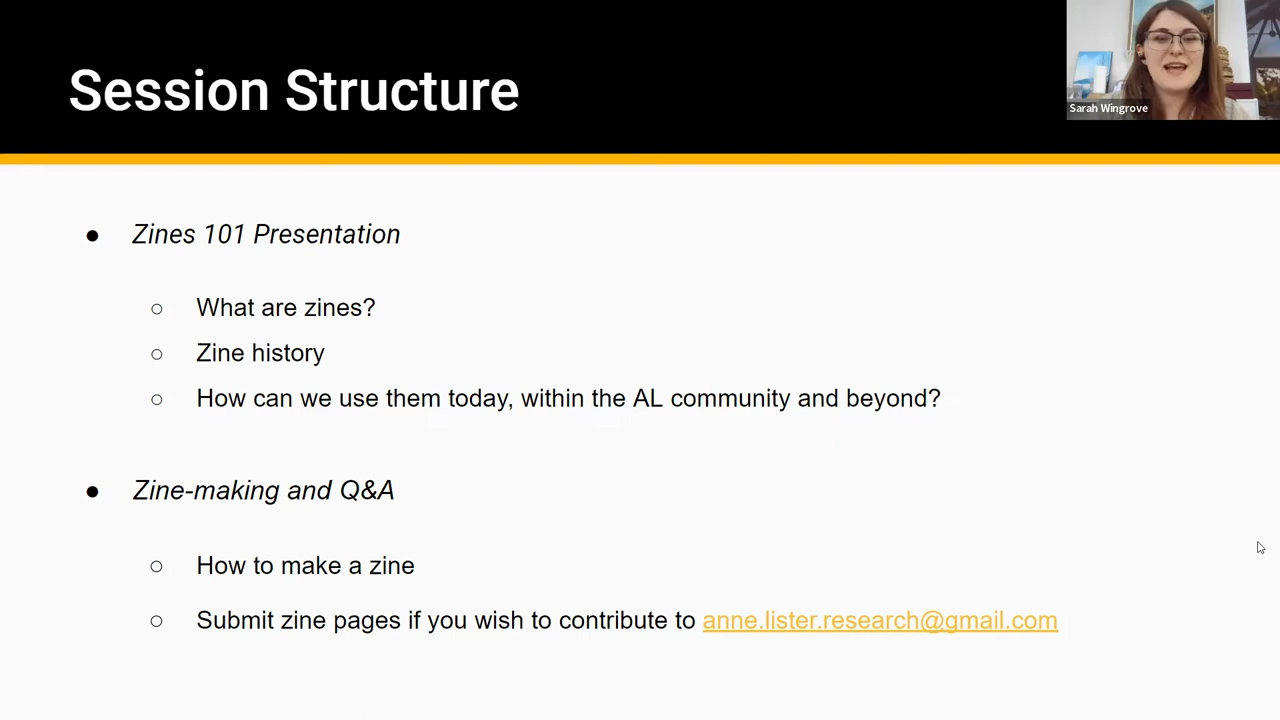 Session Structure
Sarah Wingrove
● Zines 101 Presentation
○ What are zines?
○ Zine history
○ How can we use them today, within the AL community and beyond?
● Zine-making and Q&A
○ How to make a zine
○ Submit zine pages if you wish to contribute to anne.lister.research@gmail.com